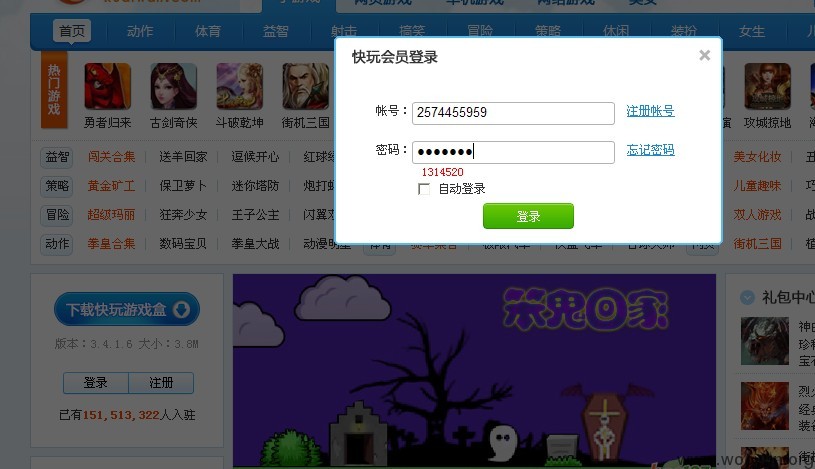 首页 动作 体育 益智 射击 搞笑 冒险 策略 休闲 装扮 女生
快玩会员登录
热门游戏
帐号： 2574455959 注册帐号
密码： ●●●●●●● 忘记密码
1314520
自动登录
登录
勇者归来 古剑奇侠 斗破乾坤 街机三国 攻城掠地
益智 闯关合集 送羊回家 逗候开心 红球 美女化妆
策略 黄金矿工 保卫萝卜 迷你塔防 炮打 儿童趣味
冒险 超级玛丽 狂奔少女 王子公主 闪翼双 双人游戏
动作 拳皇合集 数码宝贝 拳皇大战 动漫明星 体育 街机三国
下载快玩游戏盒
版本：3.4.1.6 大小：3.8M
登录 注册
已有151,513,322人入驻
笨鬼回家
礼包中心